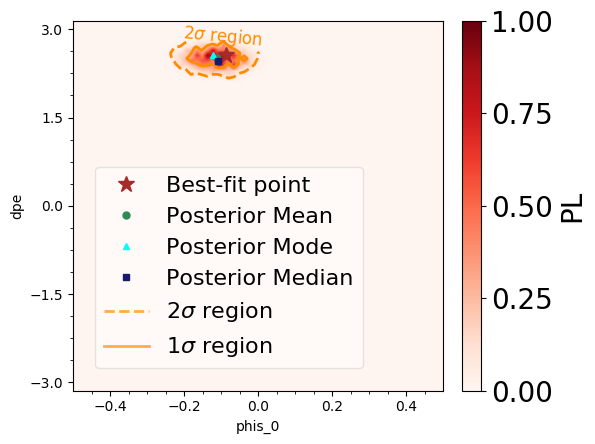 2σ region
3.0
1.5
0.0
−1.5
−3.0
dpe
Best-fit point
Posterior Mean
Posterior Mode
Posterior Median
2σ region
1σ region
−0.4
−0.2
0.0
0.2
0.4
phis_0
1.00
0.75
0.50
0.25
0.00
PL